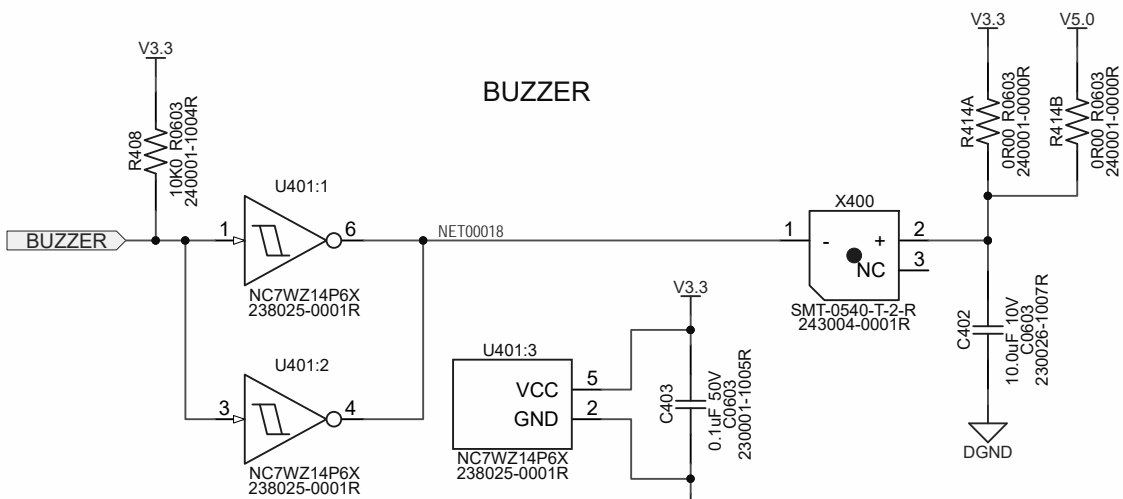 BUZZER
V3.3
R408
10K0 R0603
240001-1004R
BUZZER
U401:1
1
6
NC7WZ14P6X
238025-0001R
NET00018
U401:2
3
4
NC7WZ14P6X
238025-0001R
U401:3
VCC
5
GND
2
NC7WZ14P6X
238025-0001R
V3.3
C403
0.1uF 50V
C0603
230001-1005R
X400
1
-
+
2
NC
3
SMT-0540-T-2-R
243004-0001R
V3.3
R414A
0R00 R0603
240001-0000R
V5.0
R414B
0R00 R0603
240001-0000R
C402
10.0uF 10V
C0603
230026-1007R
DGND